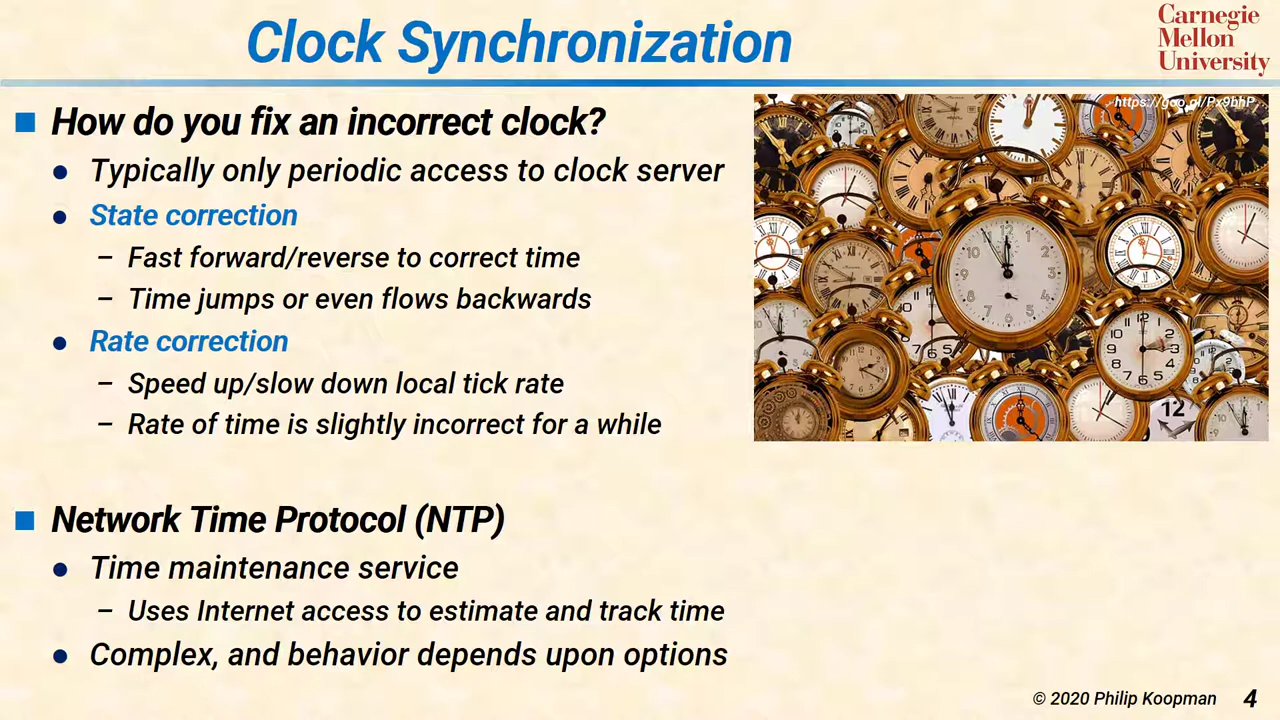 Clock Synchronization
Carnegie
Mellon
University
How do you fix an incorrect clock?
Typically only periodic access to clock server
State correction
– Fast forward/reverse to correct time
– Time jumps or even flows backwards
Rate correction
– Speed up/slow down local tick rate
– Rate of time is slightly incorrect for a while
https://goo.gl/Px9bhP
Network Time Protocol (NTP)
Time maintenance service
– Uses Internet access to estimate and track time
Complex, and behavior depends upon options
© 2020 Philip Koopman 4